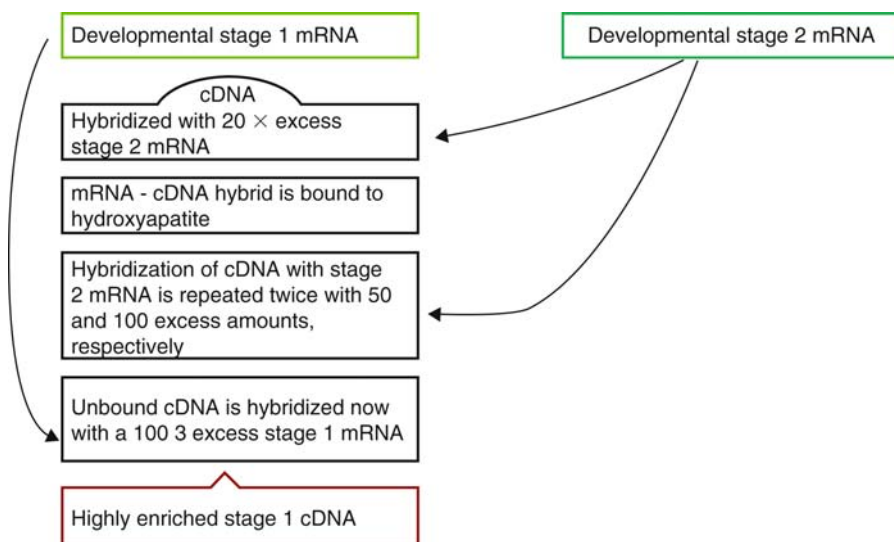 Developmental stage 1 mRNA
Developmental stage 2 mRNA
cDNA
Hybridized with 20 × excess
stage 2 mRNA
mRNA - cDNA hybrid is bound to
hydroxyapatite
Hybridization of cDNA with stage
2 mRNA is repeated twice with 50
and 100 excess amounts,
respectively
Unbound cDNA is hybridized now
with a 100 3 excess stage 1 mRNA
Highly enriched stage 1 cDNA